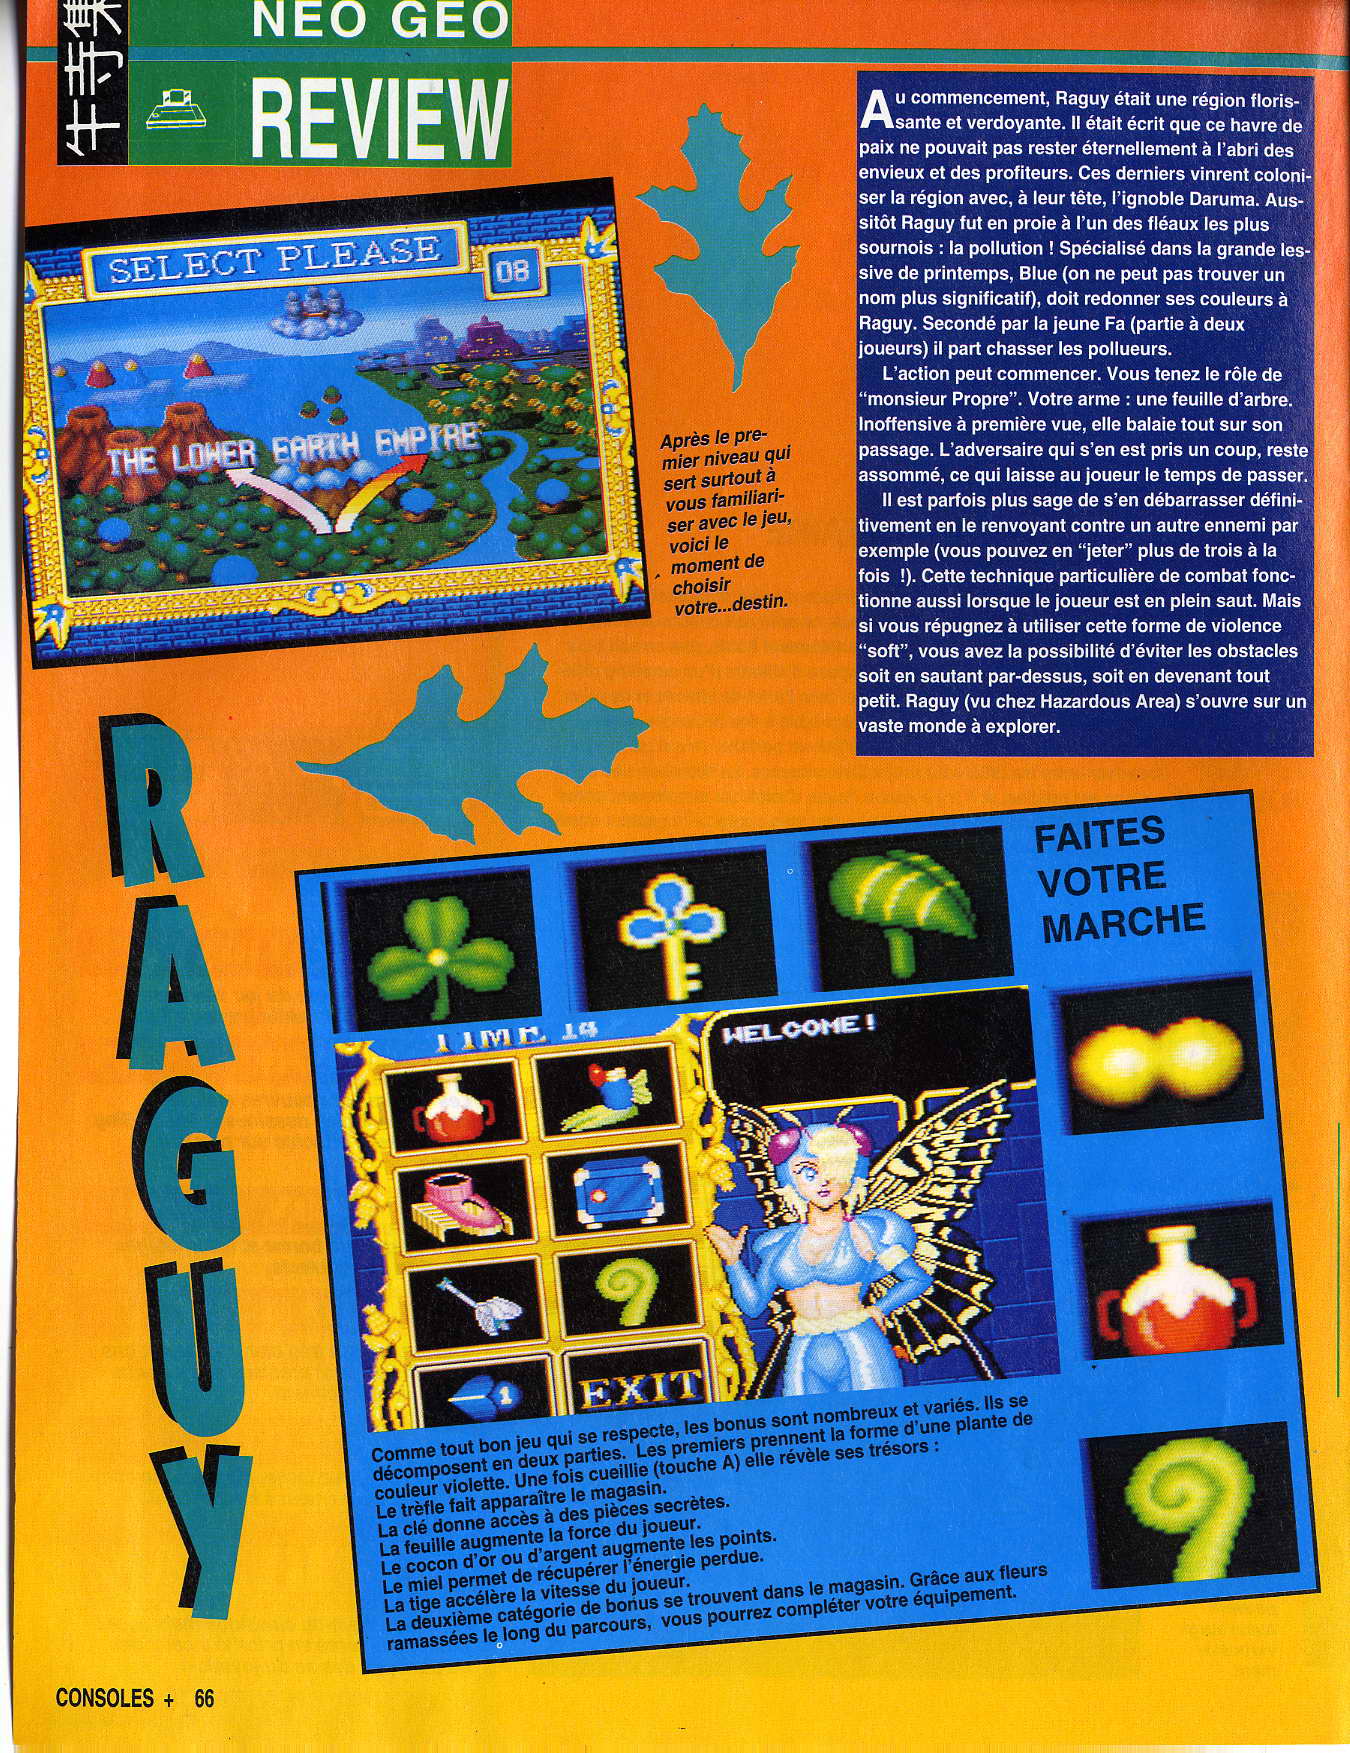 NEO GEO
REVIEW
SELECT PLEASE
08
THE LOWER EARTH EMPIRE
Après le pre-
mier niveau qui
sert surtout à
vous familiari-
ser avec le jeu,
voici le
moment de
choisir
votre...destin.
Au commencement, Raguy était une région floris-
sante et verdoyante. Il était écrit que ce havre de
paix ne pouvait pas rester éternellement à l'abri des
envieux et des profiteurs. Ces derniers vinrent coloni-
ser la région avec, à leur tête, l'ignoble Daruma. Aus-
sitôt Raguy fut en proie à l'un des fléaux les plus
sournois : la pollution ! Spécialisé dans la grande les-
sive de printemps, Blue (on ne peut pas trouver un
nom plus significatif), doit redonner ses couleurs à
Raguy. Secondé par la jeune Fa (partie à deux
joueurs) il part chasser les pollueurs.
L'action peut commencer. Vous tenez le rôle de
“monsieur Propre”. Votre arme : une feuille d'arbre.
Inoffensive à première vue, elle balaie tout sur son
passage. L'adversaire qui s'en est pris un coup, reste
assommé, ce qui laisse au joueur le temps de passer.
Il est parfois plus sage de s'en débarrasser défini-
tivement en le renvoyant contre un autre ennemi par
exemple (vous pouvez en “jeter” plus de trois à la
fois !). Cette technique particulière de combat fonc-
tionne aussi lorsque le joueur est en plein saut. Mais
si vous répugnez à utiliser cette forme de violence
“soft”, vous avez la possibilité d'éviter les obstacles
soit en sautant par-dessus, soit en devenant tout
petit. Raguy (vu chez Hazardous Area) s'ouvre sur un
vaste monde à explorer.
RAGUY
FAITES
VOTRE
MARCHE
TIME 14
WELCOME!
1
EXIT
Comme tout bon jeu qui se respecte, les bonus sont nombreux et variés. Ils se
décomposent en deux parties. Les premiers prennent la forme d'une plante de
couleur violette. Une fois cueillie (touche A) elle révèle ses trésors :
Le trèfle fait apparaître le magasin.
La clé donne accès à des pièces secrètes.
La feuille augmente la force du joueur.
Le cocon d'or ou d'argent augmente les points.
Le miel permet de récupérer l'énergie perdue.
La tige accélère la vitesse du joueur.
La deuxième catégorie de bonus se trouvent dans le magasin. Grâce aux fleurs
ramassées le long du parcours, vous pourrez compléter votre équipement.
CONSOLES + 66